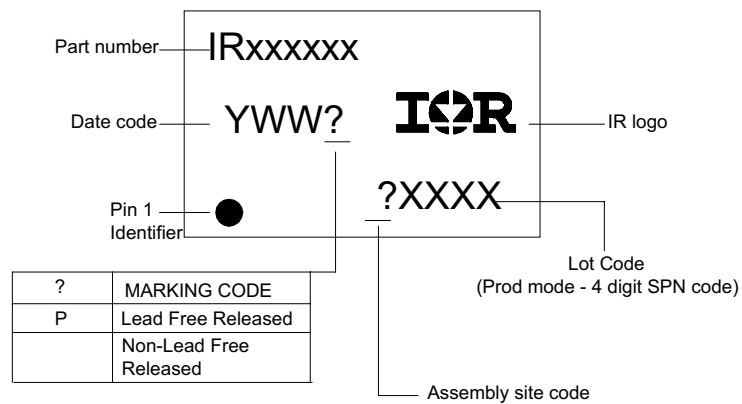 Part number
IRxxxxxx
Date code
YWW?
IOR
IR logo
Pin 1
Identifier
?XXXX
Lot Code
(Prod mode - 4 digit SPN code)
? MARKING CODE
P Lead Free Released
Non-Lead Free
Released
Assembly site code